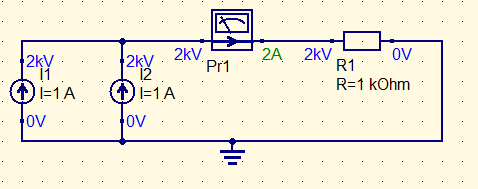 2kV 2kV 2kV 2A 2kV 0V
I1 I2 Pr1 R1
I=1 A I=1 A R=1 kOhm
0V 0V